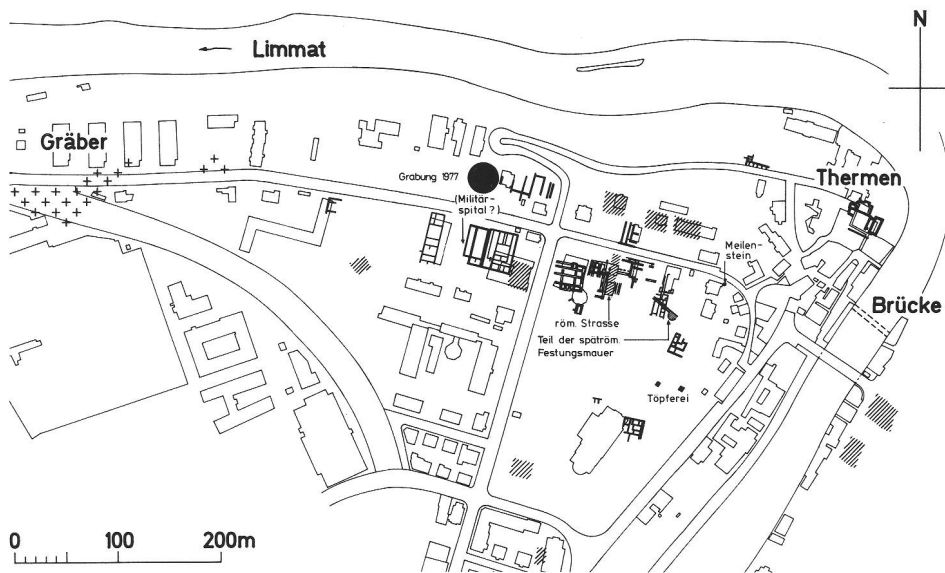 N
Limmat
Gräber
Grabung 1977
(Militär-
spital?)
Thermen
Meilen-
stein
Brücke
röm. Strasse
Teil der spätröm.
Festungsmauer
Töpferei
0 100 200m